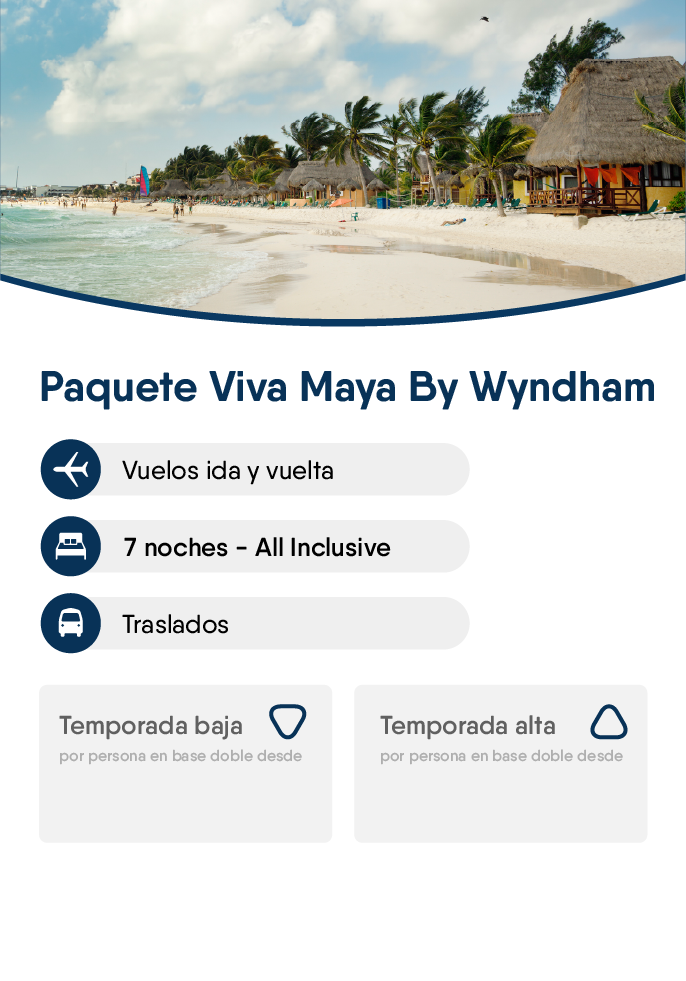 Paquete Viva Maya By Wyndham
Vuelos ida y vuelta
7 noches - All Inclusive
Traslados
Temporada baja
por persona en base doble desde
Temporada alta
por persona en base doble desde